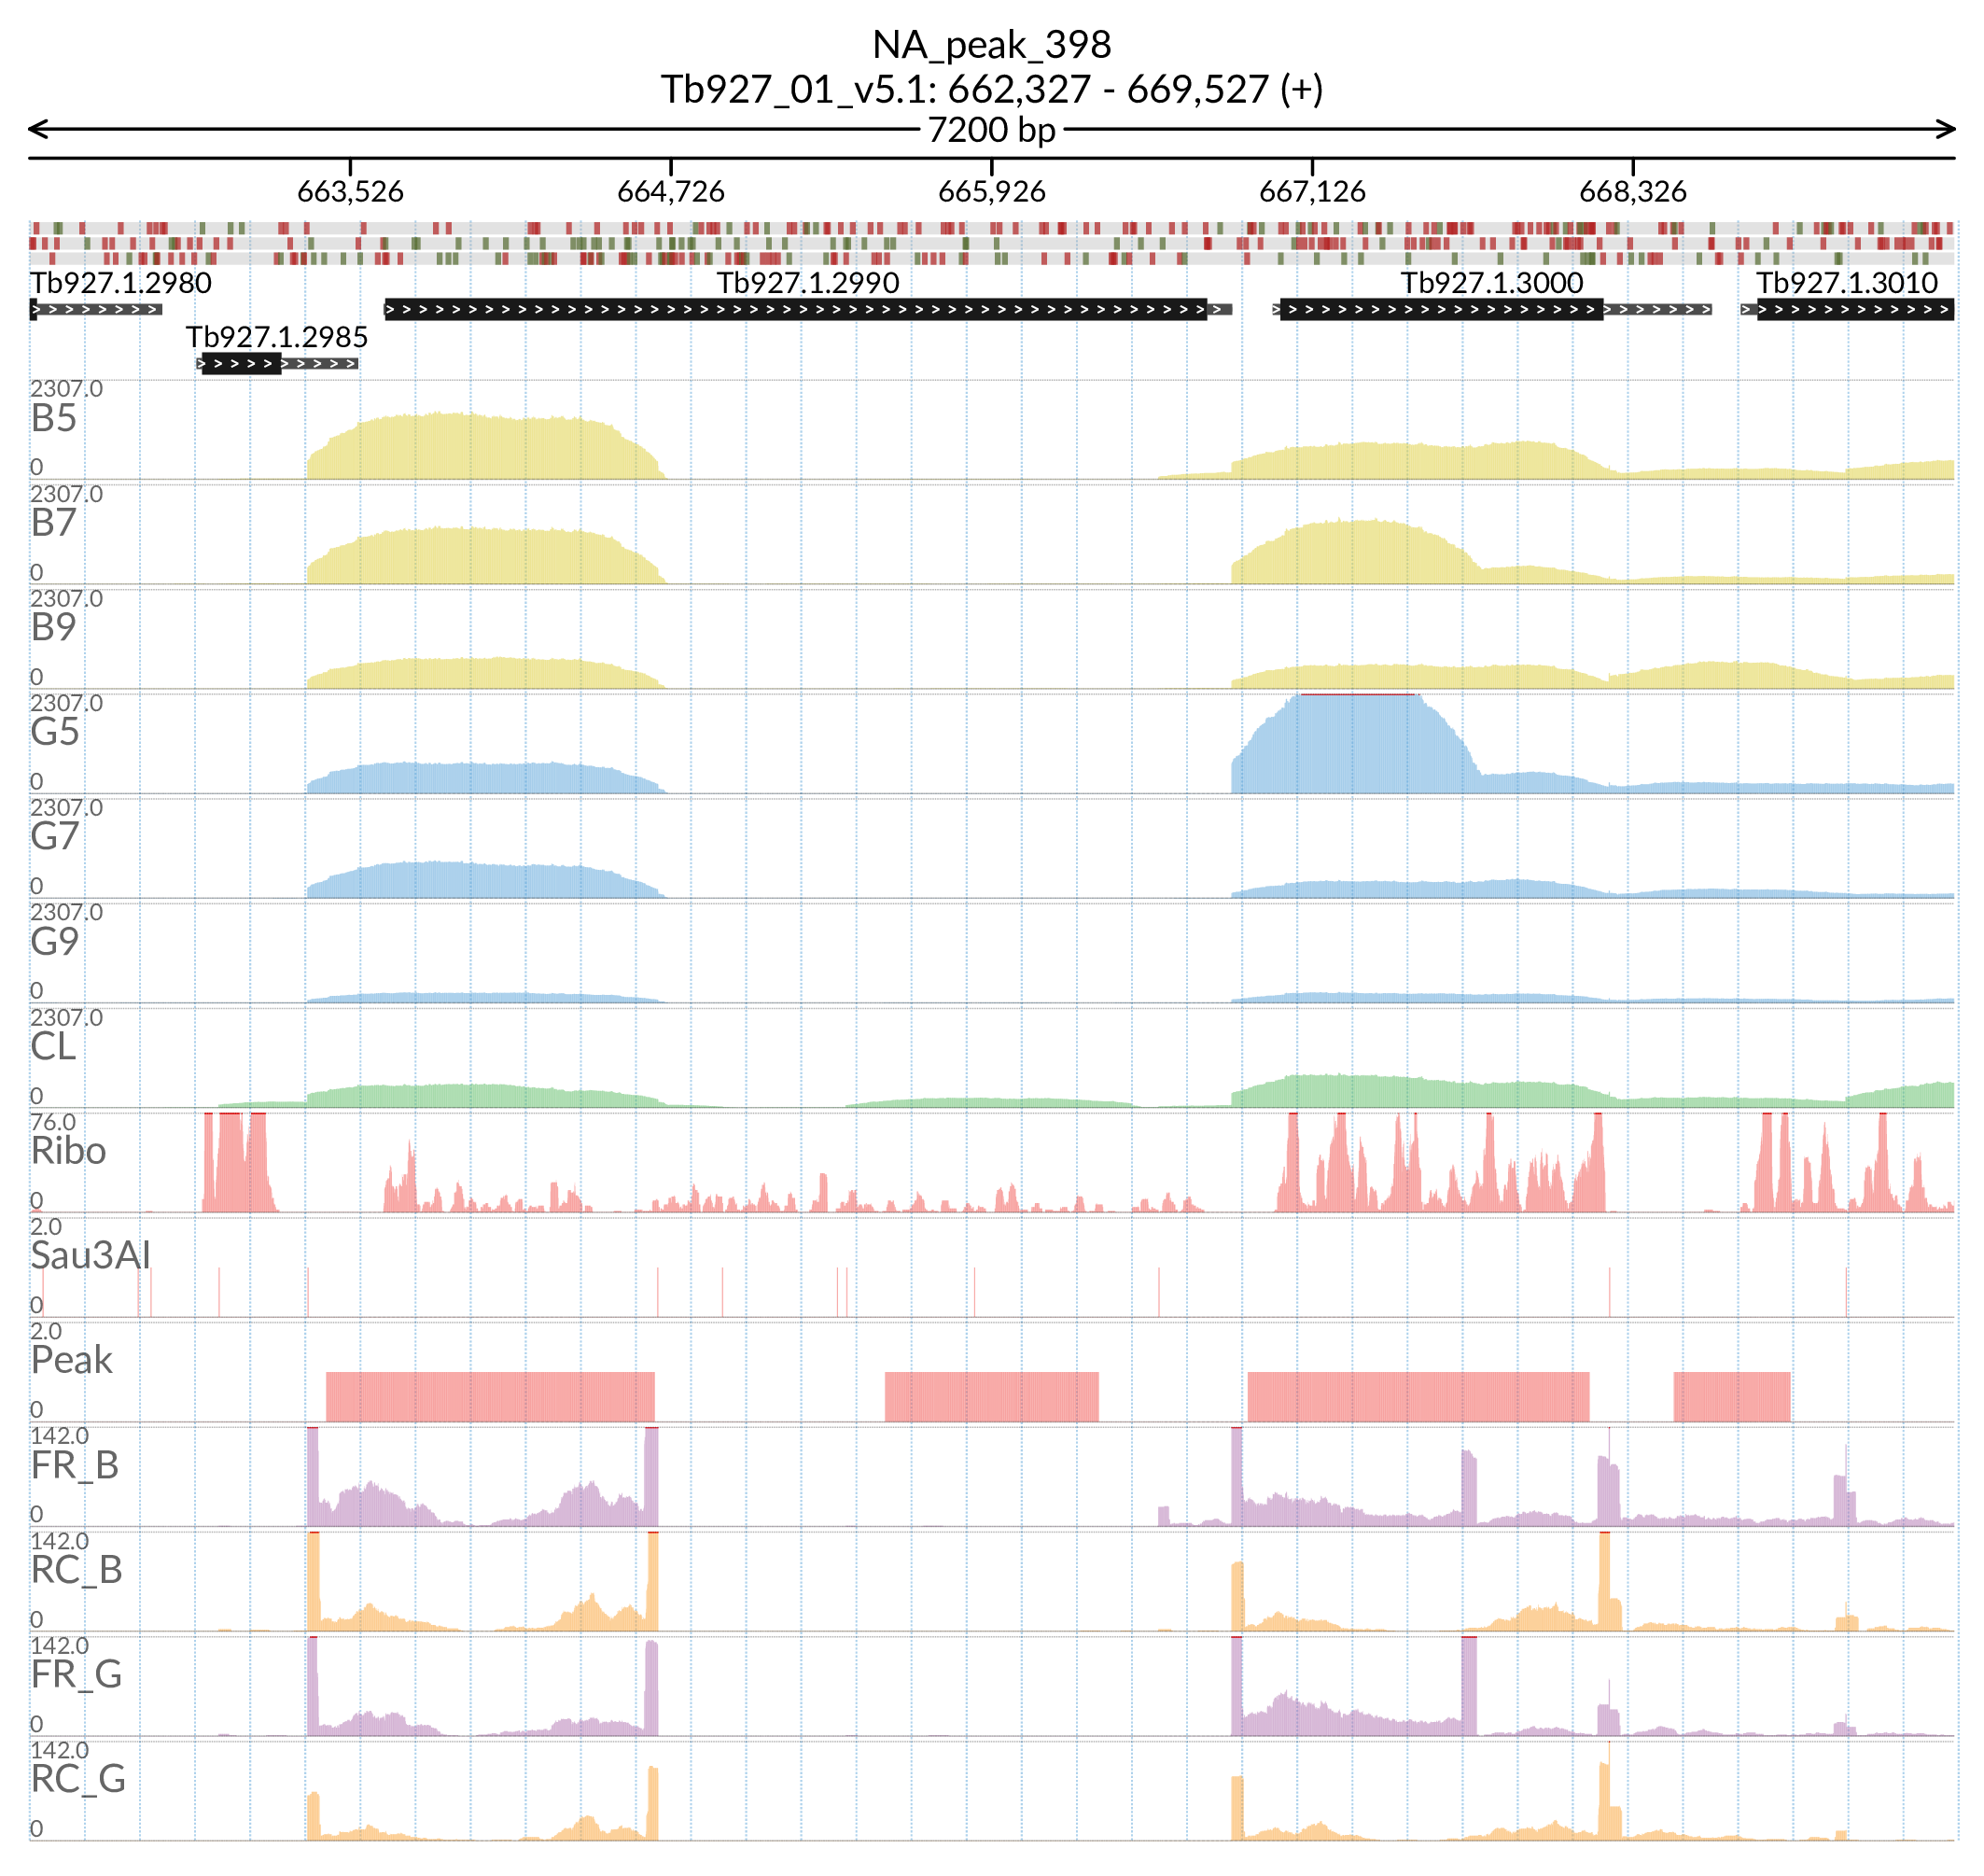 NA_peak_398
Tb927_01_v5.1: 662,327 - 669,527 (+)
7200 bp
663,526 664,726 665,926 667,126 668,326
Tb927.1.2980 Tb927.1.2990 Tb927.1.3000 Tb927.1.3010
Tb927.1.2985
2307.0
B5
0
2307.0
B7
0
2307.0
B9
0
2307.0
G5
0
2307.0
G7
0
2307.0
G9
0
2307.0
CL
0
76.0
Ribo
0
2.0
Sau3AI
0
2.0
Peak
0
142.0
FR_B
0
142.0
RC_B
0
142.0
FR_G
0
142.0
RC_G
0